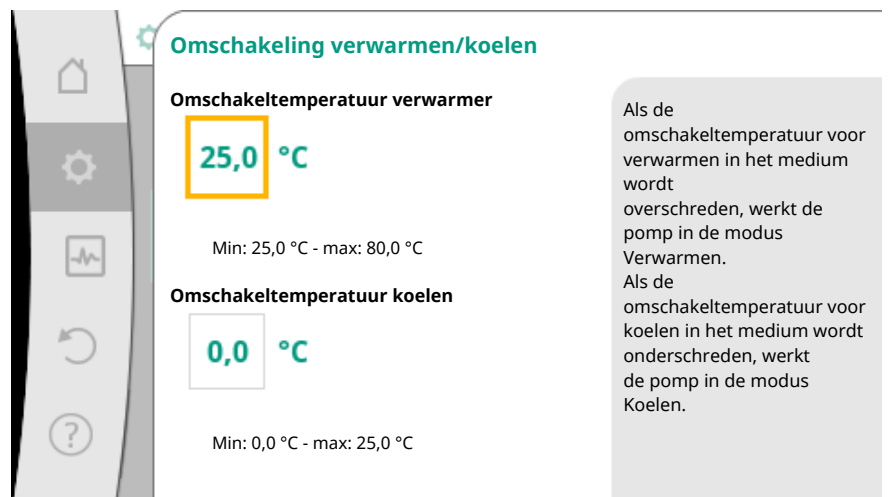 Omschakeling verwarmen/koelen
Omschakeltemperatuur verwarmer
25,0 °C
Min: 25,0 °C - max: 80,0 °C
Omschakeltemperatuur koelen
0,0 °C
Min: 0,0 °C - max: 25,0 °C
Als de
omschakeltemperatuur voor
verwarmen in het medium
wordt
overschreden, werkt de
pomp in de modus
Verwarmen.
Als de
omschakeltemperatuur voor
koelen in het medium wordt
onderschreden, werkt
de pomp in de modus
Koelen.
?